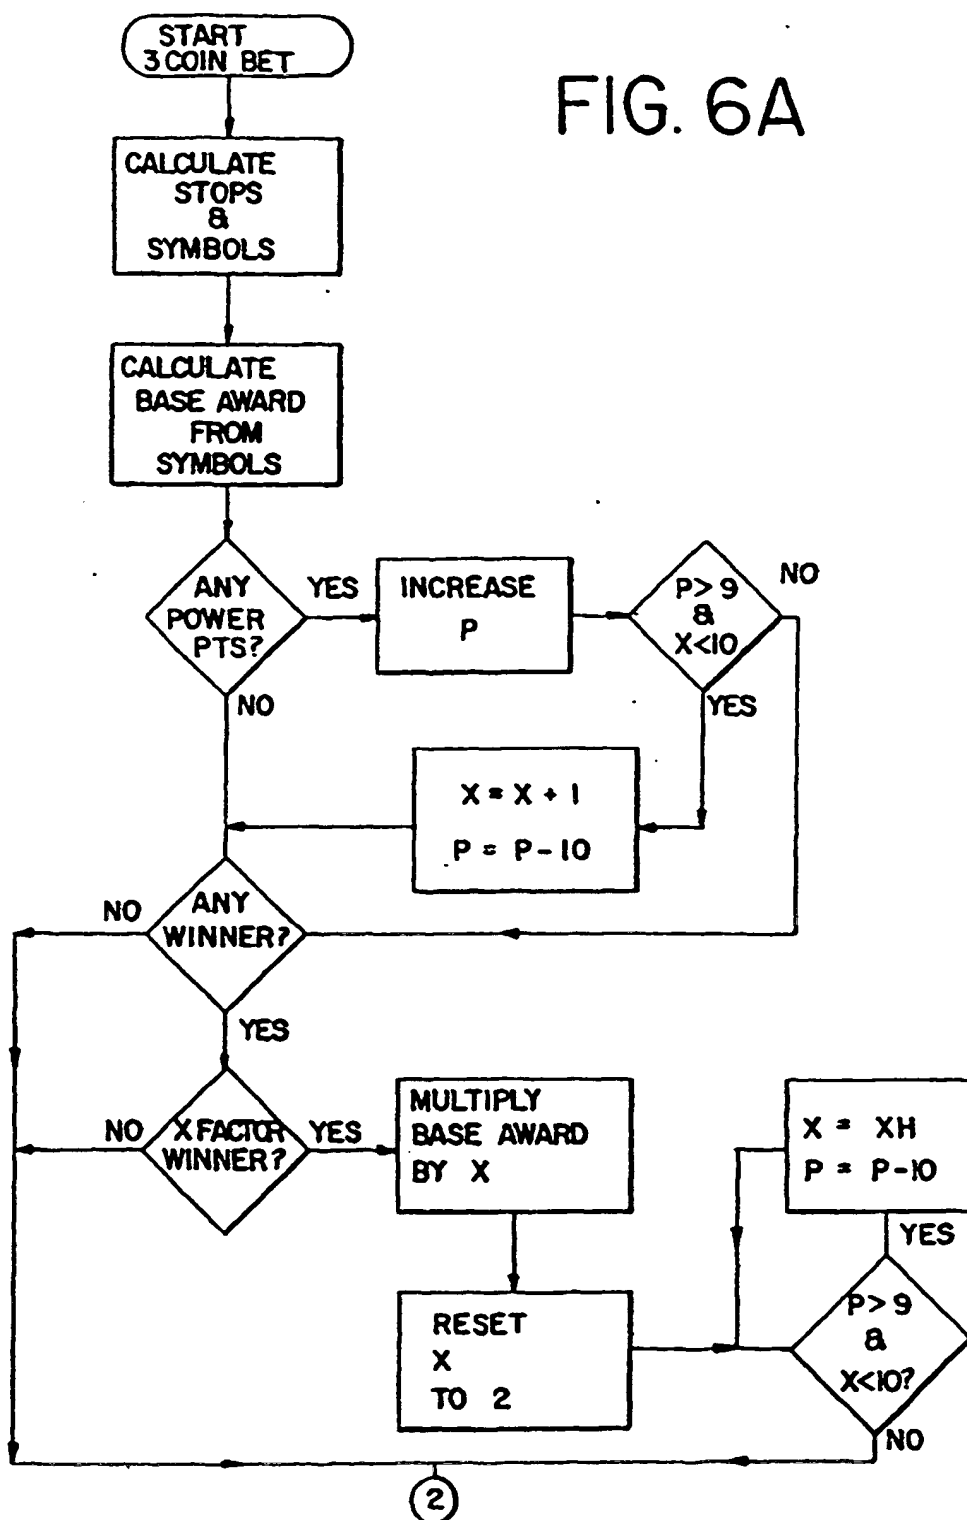 START
3 COIN BET
FIG. 6A
CALCULATE
STOPS
&
SYMBOLS
CALCULATE
BASE AWARD
FROM
SYMBOLS
ANY
POWER
PTS?
YES
NO
INCREASE
P
P > 9
&
X<10
NO
YES
X = X + 1
P = P - 10
ANY
WINNER?
NO
YES
X FACTOR
WINNER?
NO
YES
MULTIPLY
BASE AWARD
BY X
RESET
X
TO 2
X = XH
P = P-10
YES
P > 9
&
X<10?
NO
2